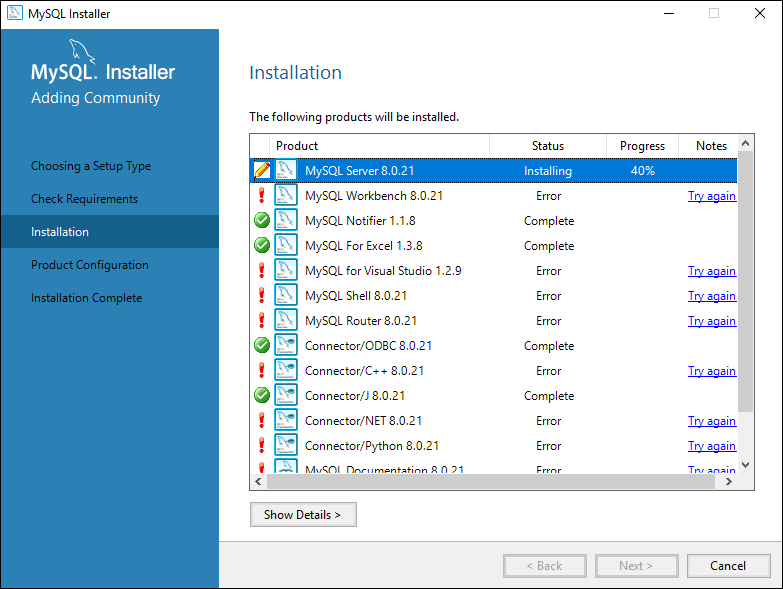 MySQL Installer
MySQL. Installer
Adding Community
Choosing a Setup Type
Check Requirements
Installation
Product Configuration
Installation Complete
Installation
The following products will be installed.
Product Status Progress Notes
MySQL Server 8.0.21 Installing 40%
MySQL Workbench 8.0.21 Error Try again
MySQL Notifier 1.1.8 Complete
MySQL For Excel 1.3.8 Complete
MySQL for Visual Studio 1.2.9 Error Try again
MySQL Shell 8.0.21 Error Try again
MySQL Router 8.0.21 Error Try again
Connector/ODBC 8.0.21 Complete
Connector/C++ 8.0.21 Error Try again
Connector/J 8.0.21 Complete
Connector/NET 8.0.21 Error Try again
Connector/Python 8.0.21 Error Try again
MySQL Documentation 8.0.21 Error Try again
Show Details >
< Back Next > Cancel